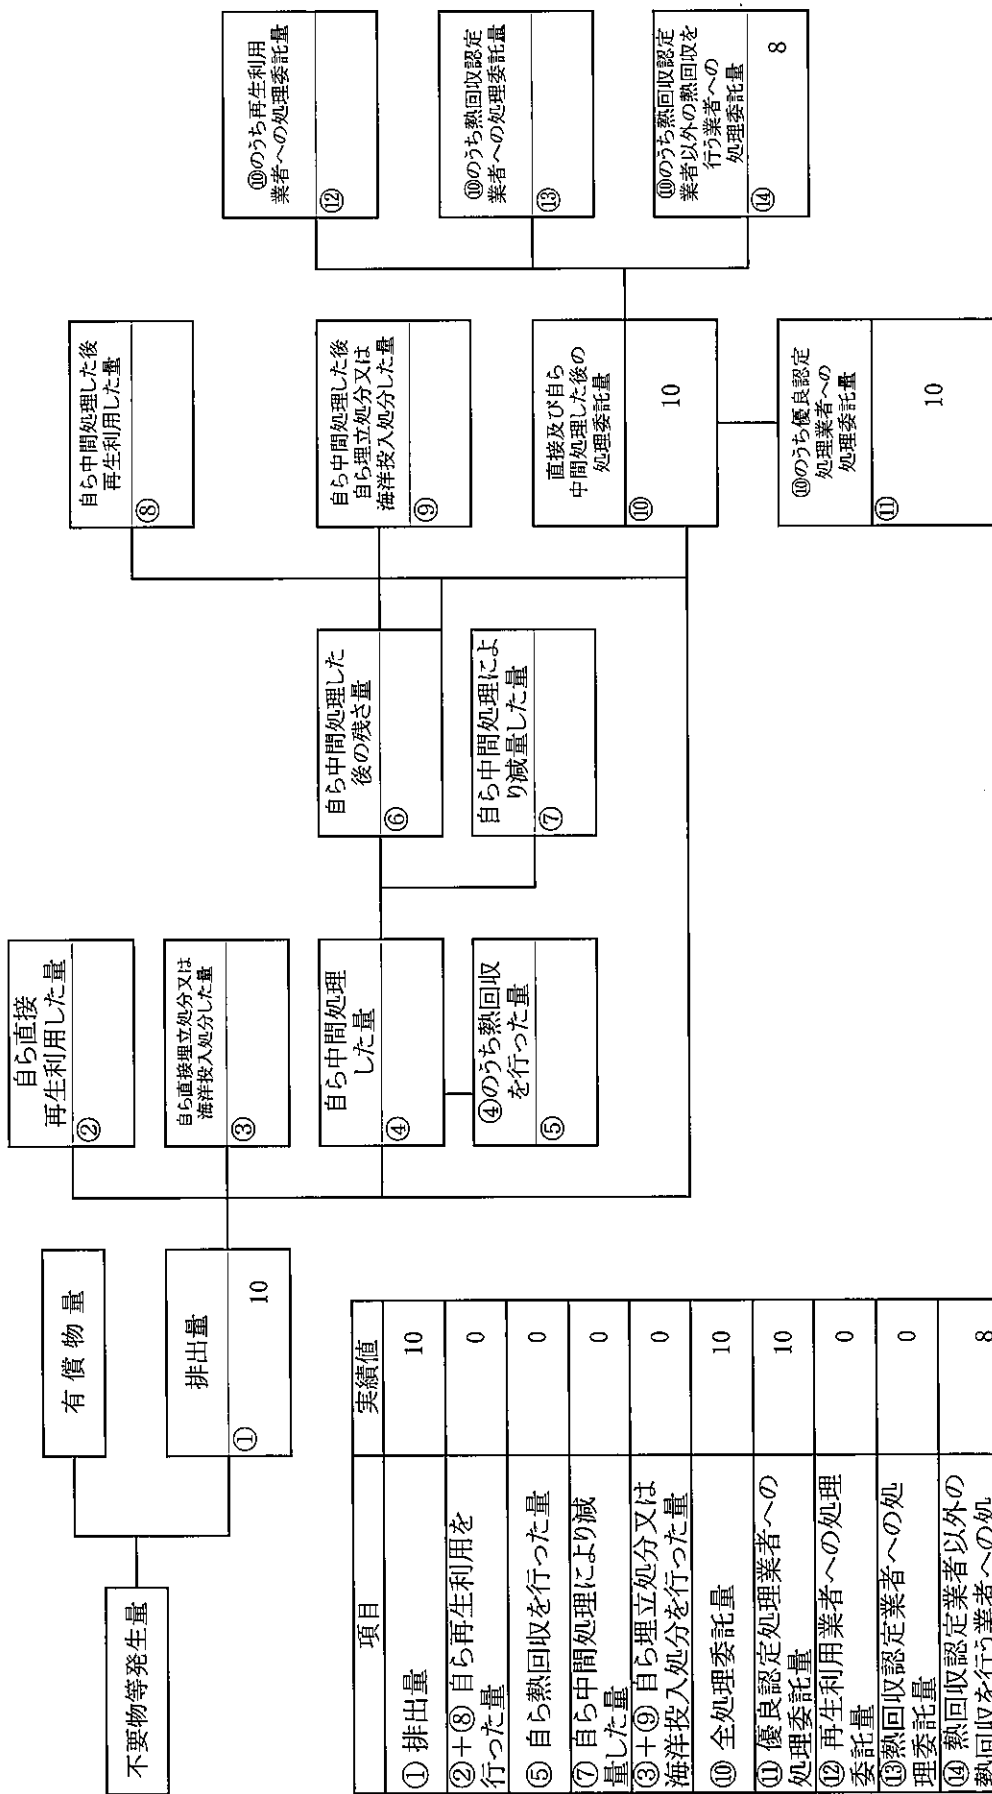 不要物等発生量
有 償 物 量
排出量
①
10
自ら直接
再生利用した量
②
自ら直接埋立処分又は
海洋投入処分した量
③
自ら中間処理
した量
④
④のうち熱回収
を行った量
⑤
自ら中間処理した
後の残さ量
⑥
自ら中間処理によ
り減量した量
⑦
自ら中間処理した後
再生利用した量
⑧
自ら中間処理した後
自ら埋立処分又は
海洋投入処分した量
⑨
直接及び自ら
中間処理した後の
処理委託量
⑩
10
⑩のうち優良認定
処理業者への
処理委託量
⑪
10
⑩のうち再生利用
業者への処理委託量
⑫
⑩のうち熱回収認定
業者への処理委託量
⑬
⑩のうち熱回収認定
業者以外の熱回収を
行う業者への
処理委託量
⑭
8
項目 実績値
① 排出量 10
②+⑧ 自ら再生利用を
行った量 0
⑤ 自ら熱回収を行った量 0
⑦ 自ら中間処理により減
量した量 0
③+⑨ 自ら埋立処分又は
海洋投入処分を行った量 0
⑩ 全処理委託量 10
⑪ 優良認定処理業者への
処理委託量 10
⑫ 再生利用業者への処理
委託量 0
⑬熱回収認定業者への処
理委託量 0
⑭ 熱回収認定業者以外の
熱回収を行う業者への処 8